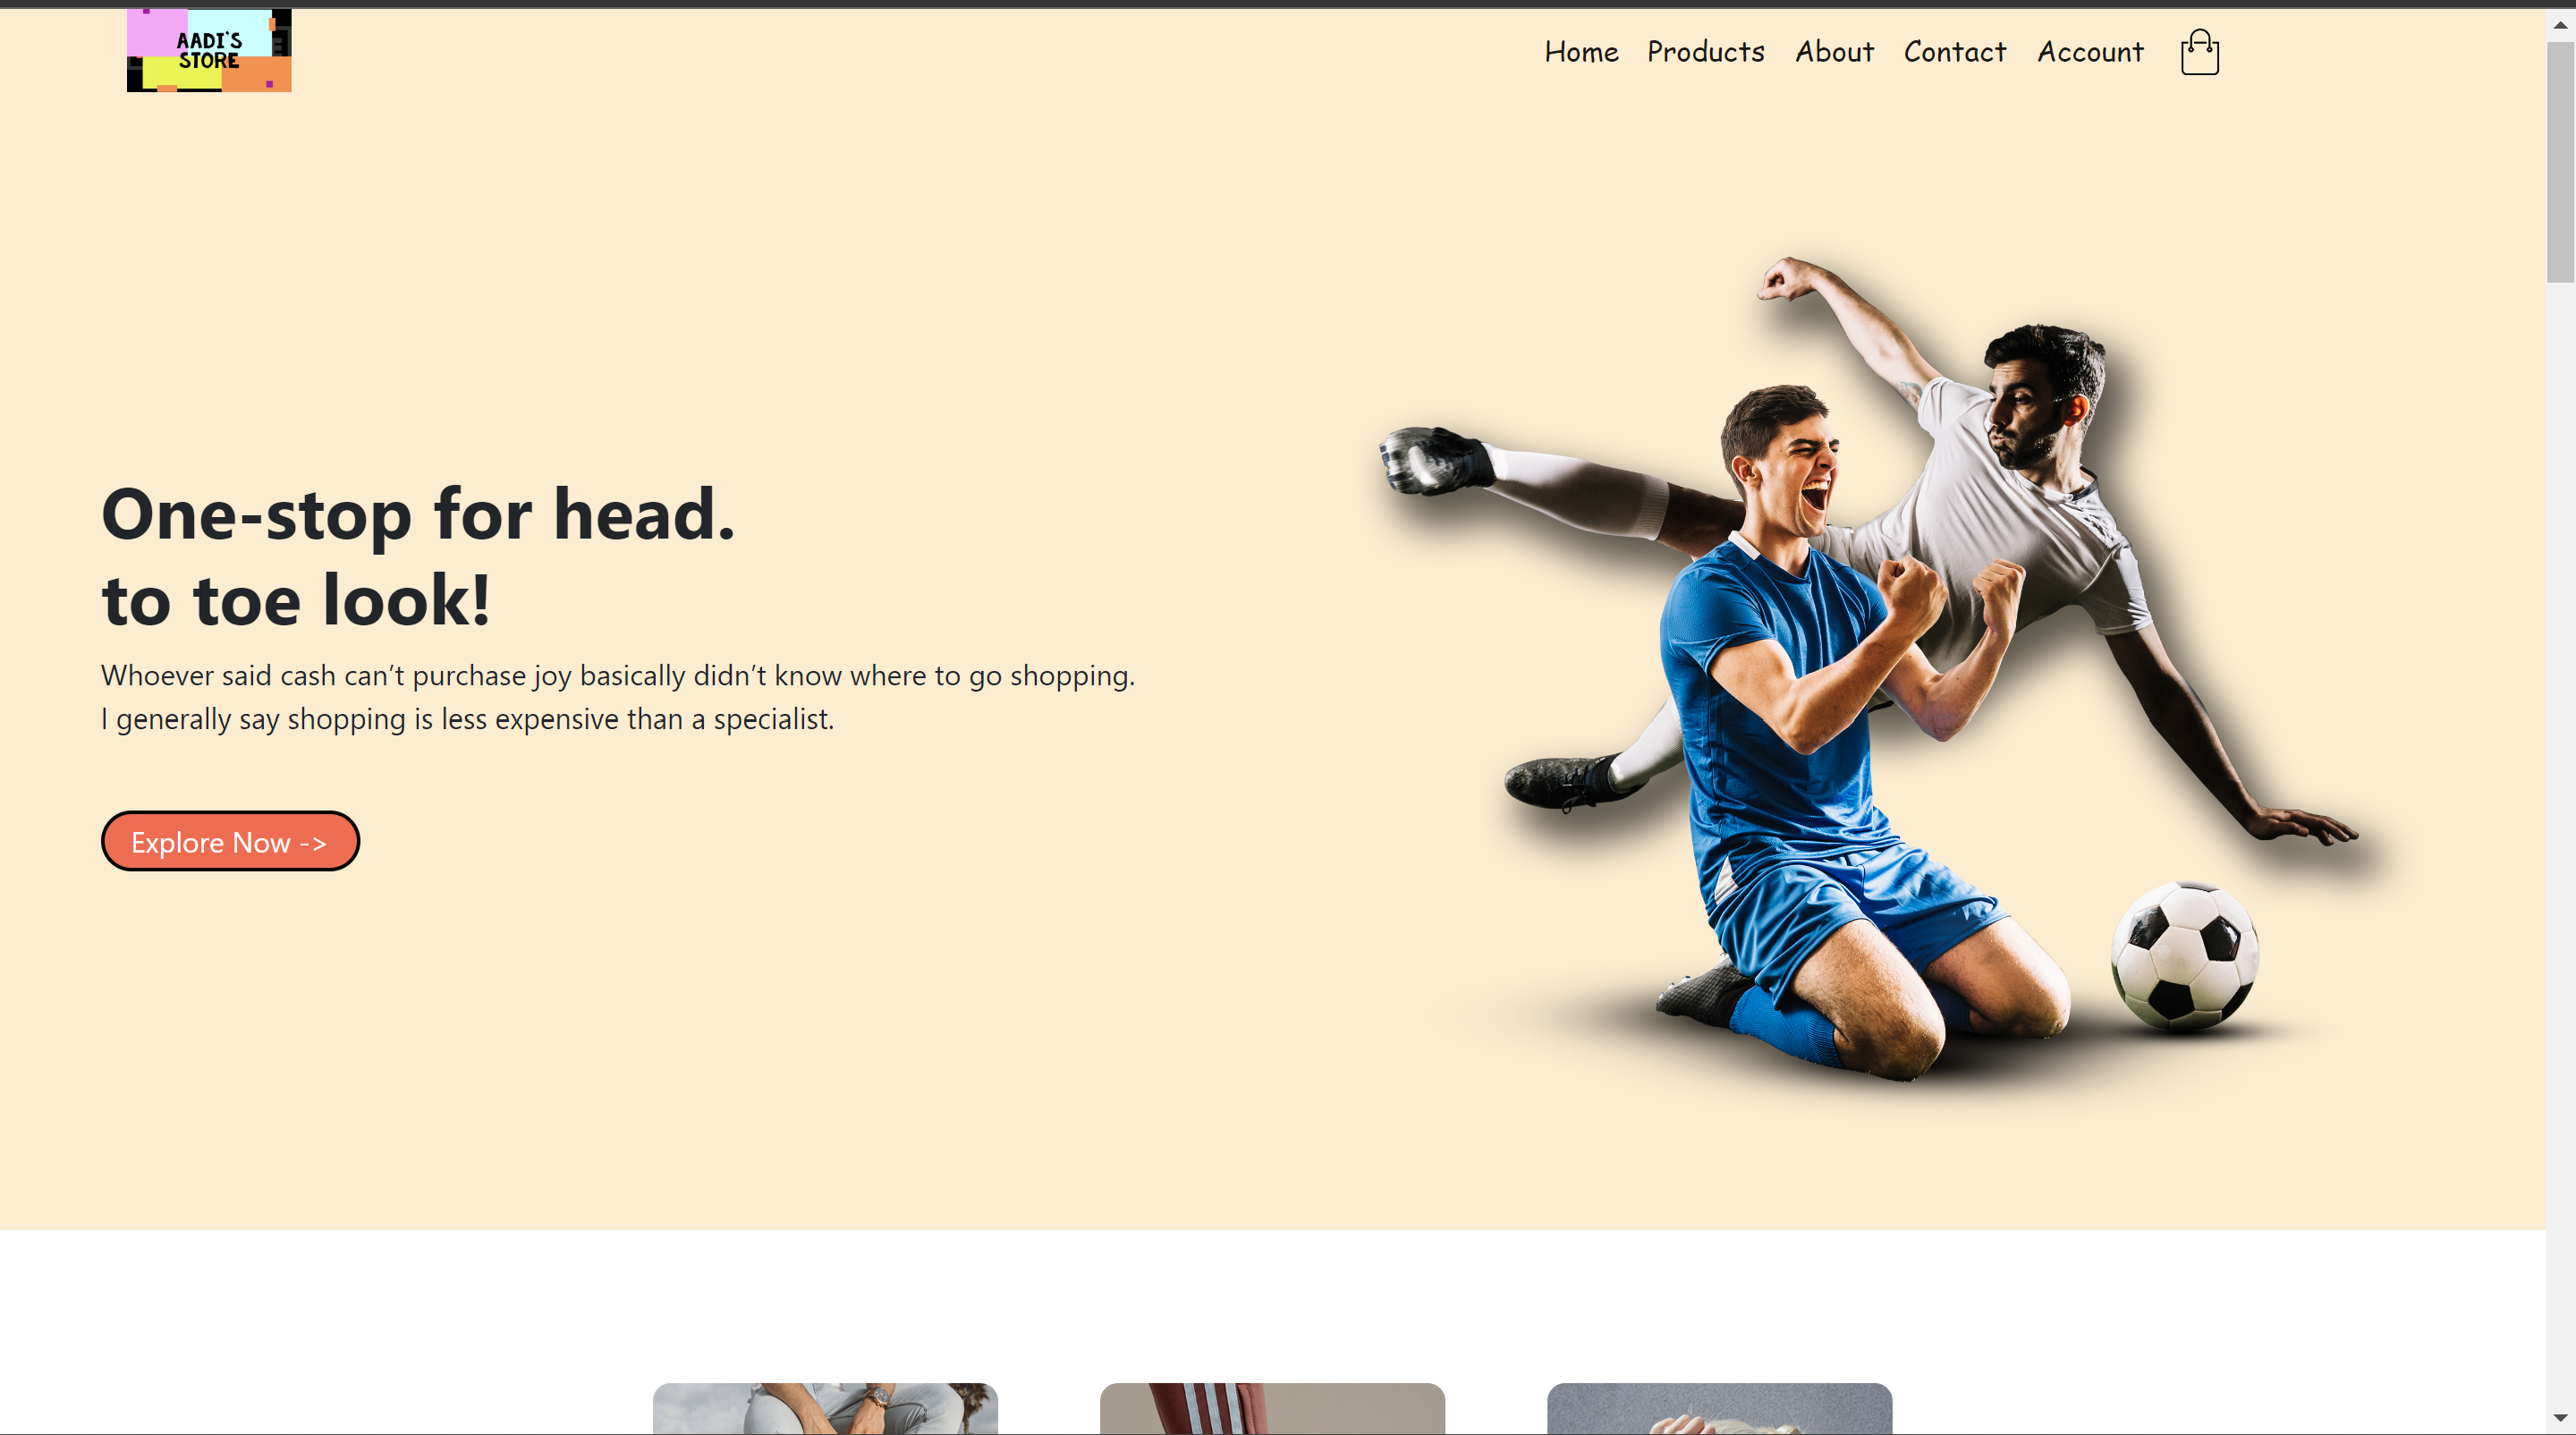 AADI'S
STORE
Home Products About Contact Account
One-stop for head.
to toe look!
Whoever said cash can’t purchase joy basically didn’t know where to go shopping.
I generally say shopping is less expensive than a specialist.
Explore Now ->